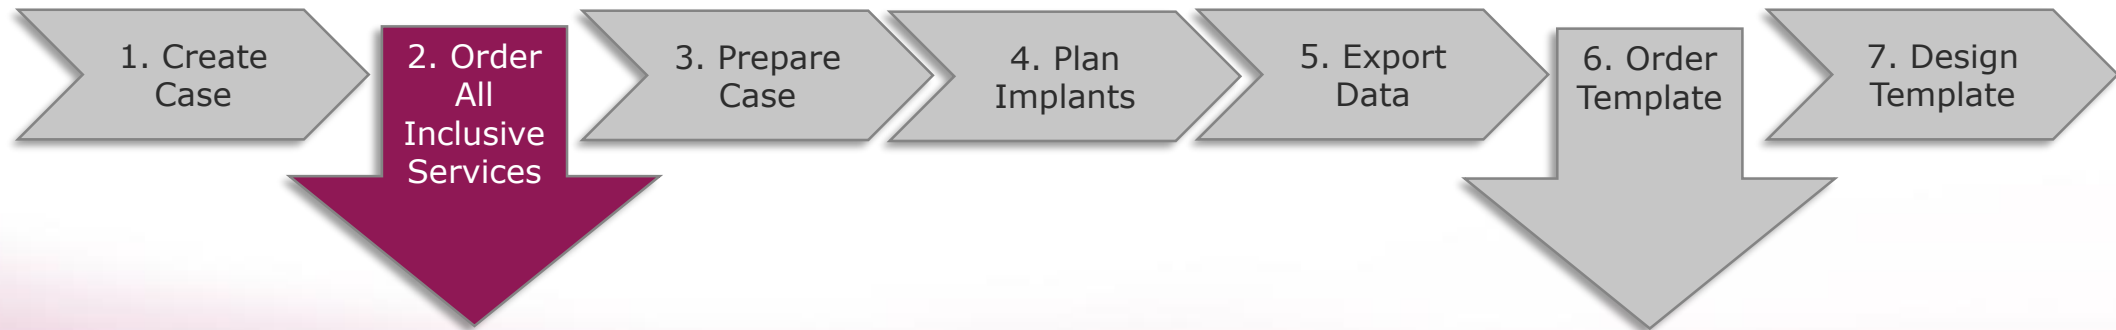 1. Create
Case
2. Order
All
Inclusive
Services
3. Prepare
Case
4. Plan
Implants
5. Export
Data
6. Order
Template
7. Design
Template